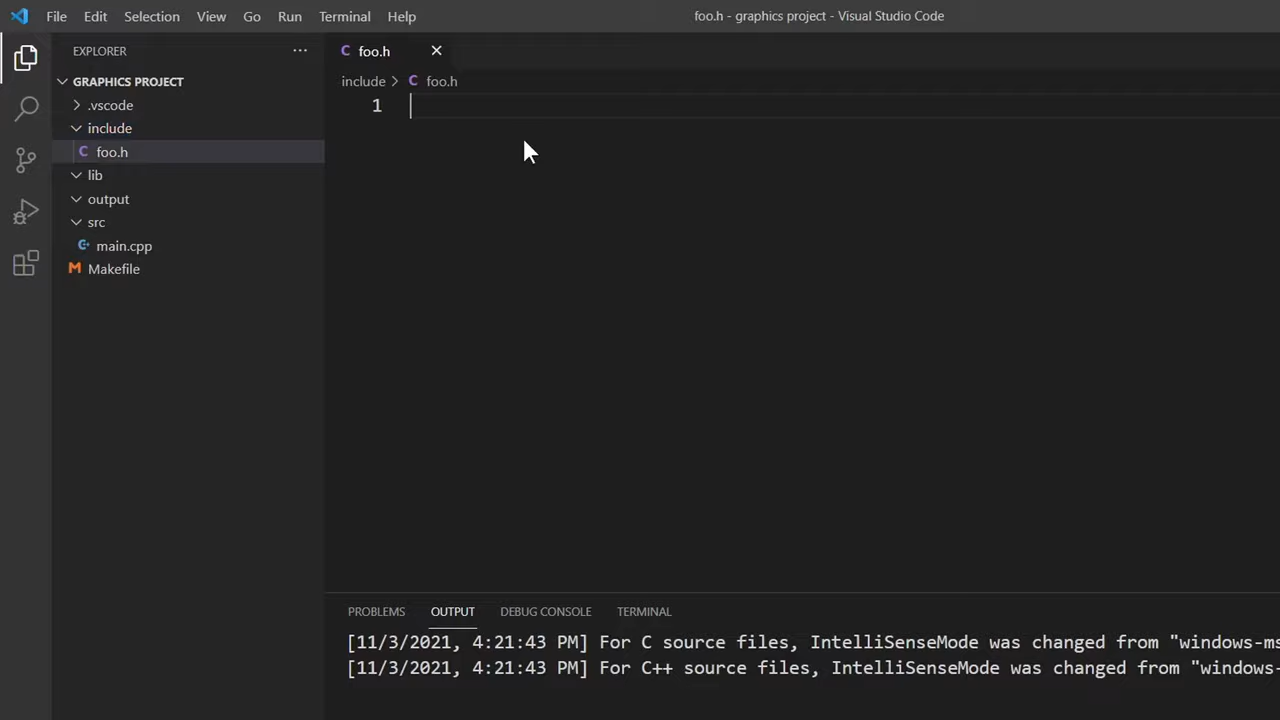 File Edit Selection View Go Run Terminal Help
foo.h - graphics project - Visual Studio Code
EXPLORER ···
GRAPHICS PROJECT
.vscode
include
C foo.h
lib
output
src
main.cpp
M Makefile
C foo.h
include > C foo.h
1
PROBLEMS OUTPUT DEBUG CONSOLE TERMINAL
[11/3/2021, 4:21:43 PM] For C source files, IntelliSenseMode was changed from "windows-ms
[11/3/2021, 4:21:43 PM] For C++ source files, IntelliSenseMode was changed from "windows-